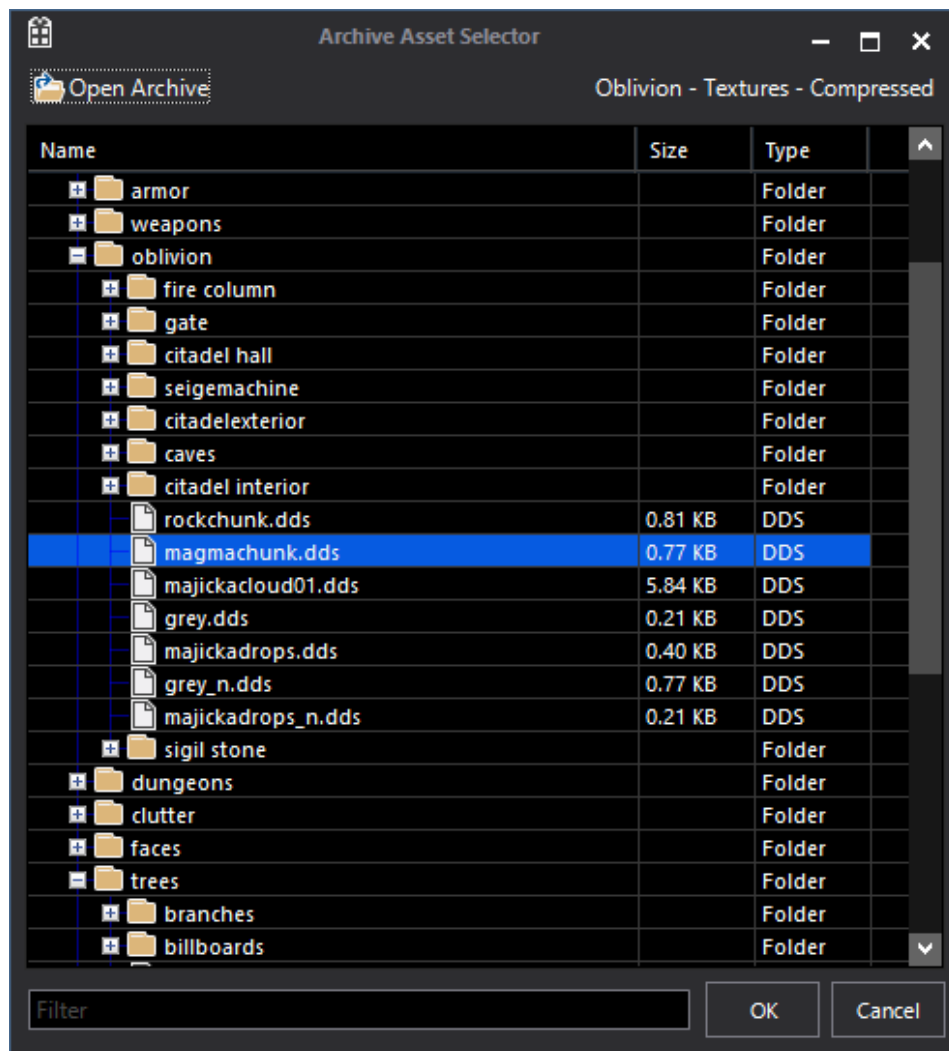 Archive Asset Selector
Open Archive Oblivion - Textures - Compressed
Name Size Type
armor Folder
weapons Folder
oblivion Folder
fire column Folder
gate Folder
citadel hall Folder
seigemachine Folder
citadelexterior Folder
caves Folder
citadel interior Folder
rockchunk.dds 0.81 KB DDS
magmachunk.dds 0.77 KB DDS
majickacloud01.dds 5.84 KB DDS
grey.dds 0.21 KB DDS
majickadrops.dds 0.40 KB DDS
grey_n.dds 0.77 KB DDS
majickadrops_n.dds 0.21 KB DDS
sigil stone Folder
dungeons Folder
clutter Folder
faces Folder
trees Folder
branches Folder
billboards Folder
Filter OK Cancel